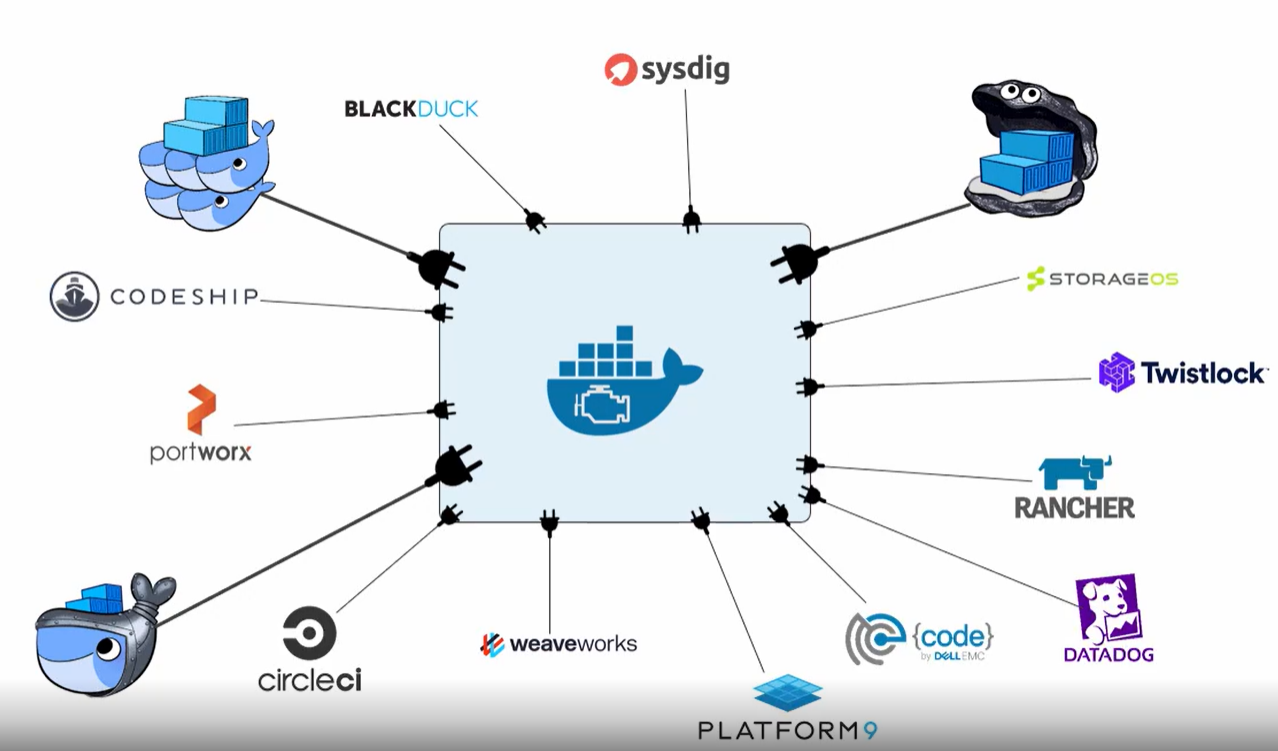 sysdig
BLACKDUCK
CODESHIP
STORAGEOS
Twistlock
portworx
RANCHER
{code}
by DELL EMC
weaveworks
DATADOG
circleci
PLATFORM9